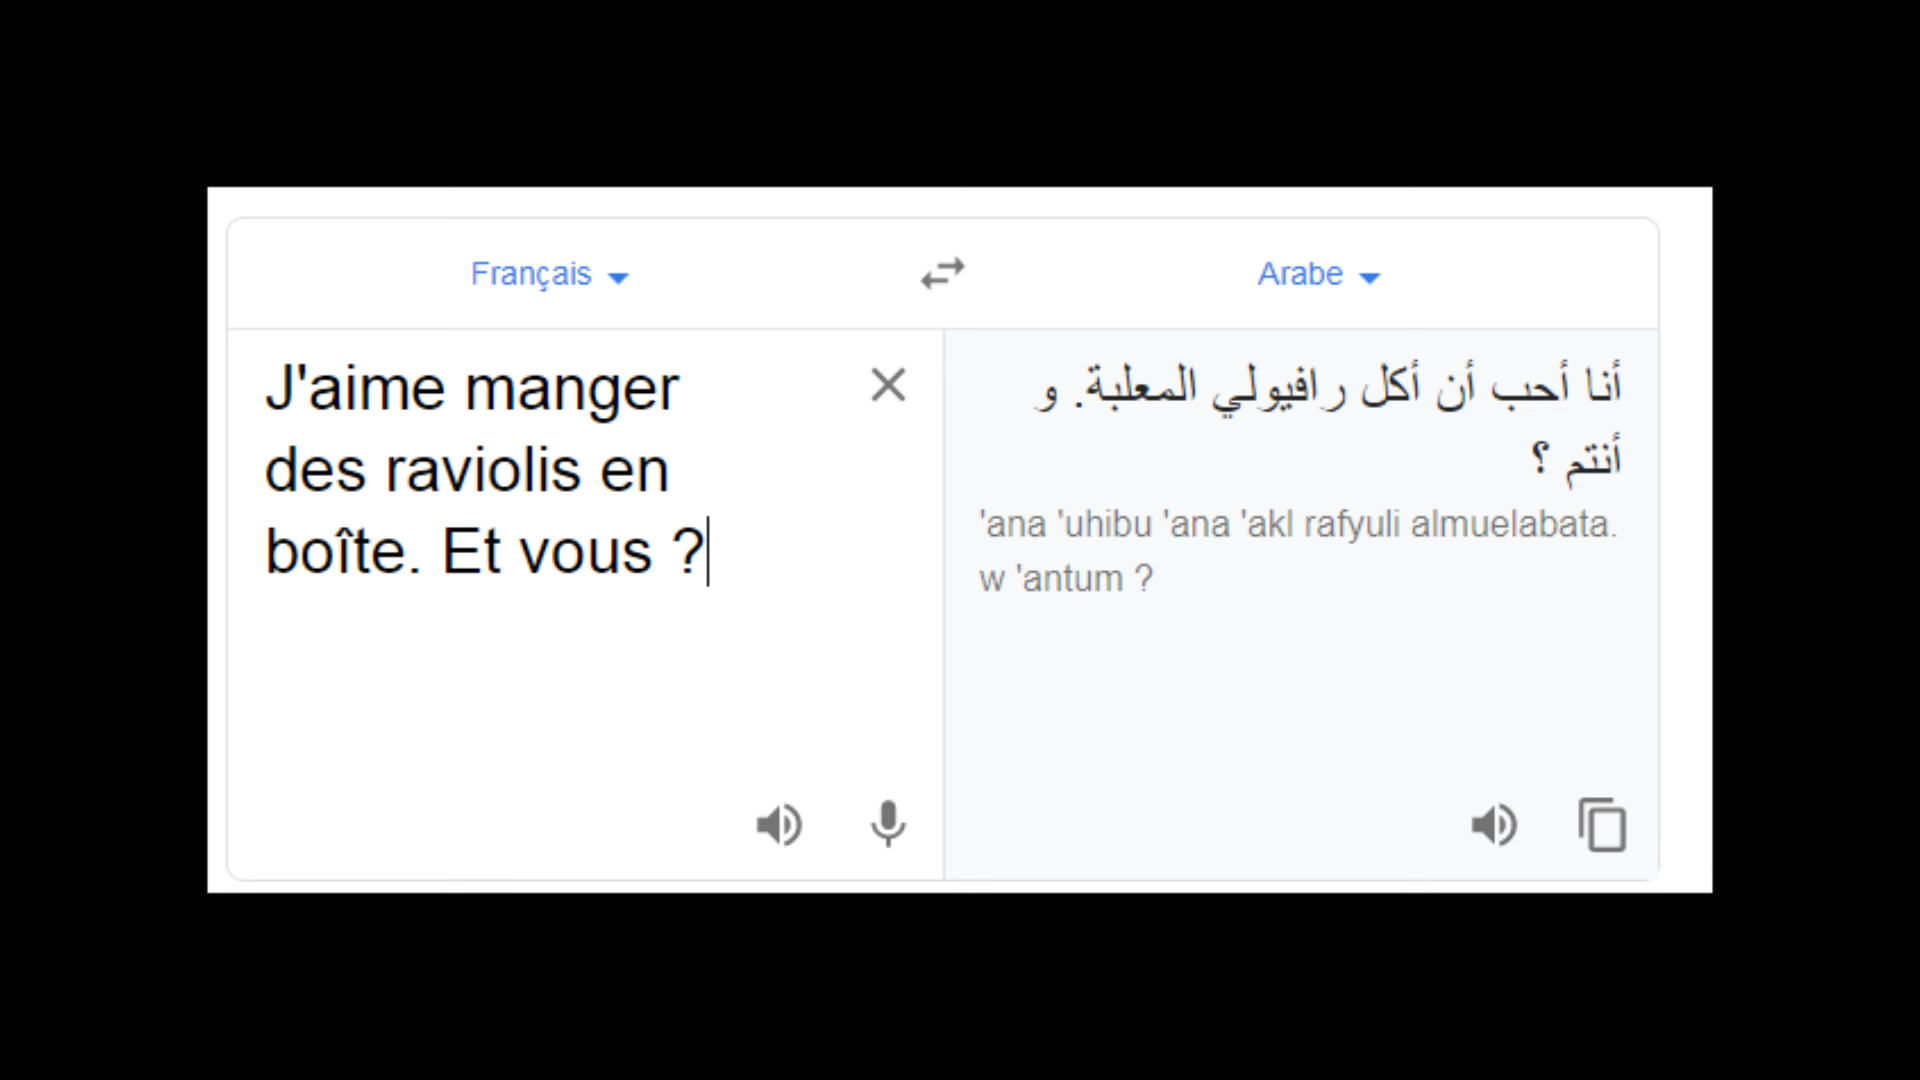 Français
Arabe
J'aime manger
des raviolis en
boîte. Et vous ?
أنا أحب أن أكل رافيولي المعلبة. و
أنتم ؟
'ana 'uhibu 'ana 'akl rafyuli almuelabata.
w 'antum ?